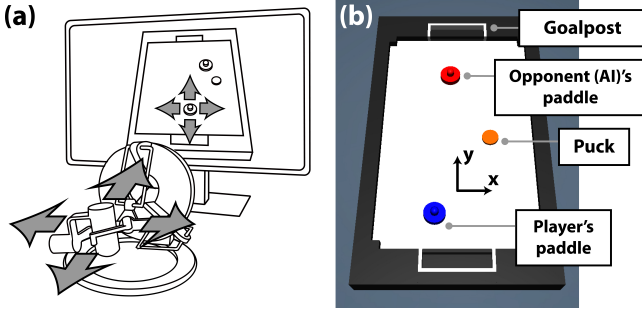 (a)
(b)
Goalpost
Opponent (AI)'s
paddle
Puck
y
x
Player's
paddle